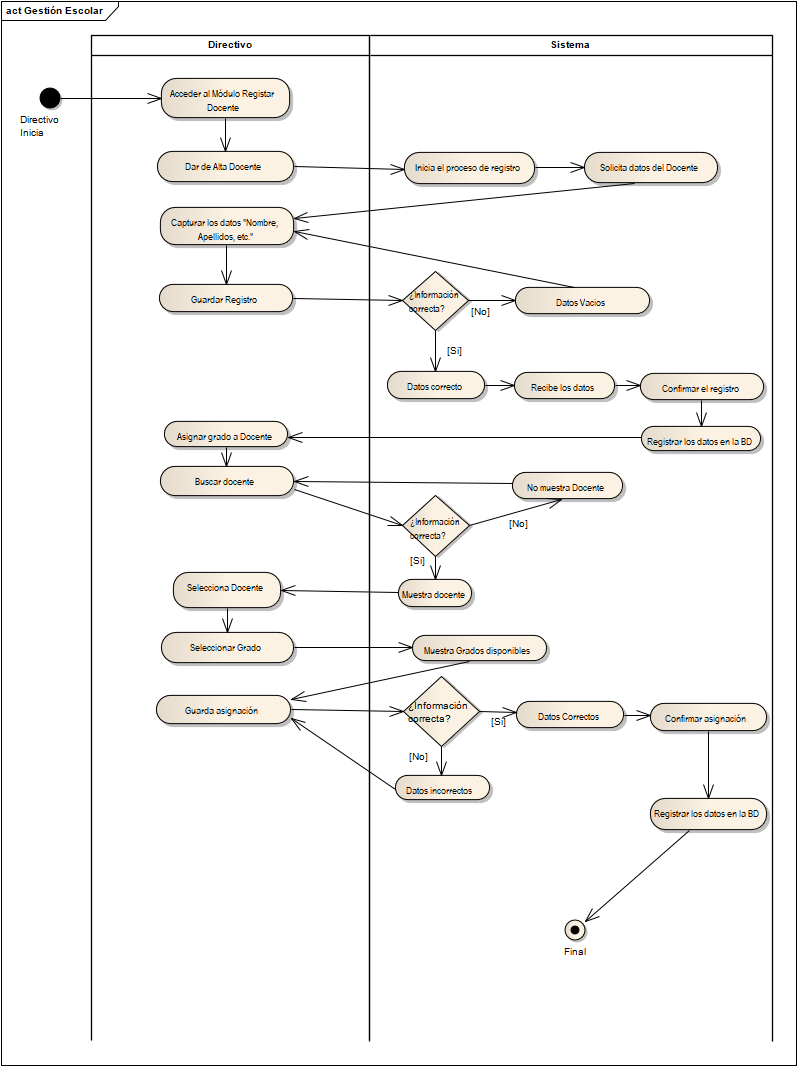 act Gestión Escolar
Directivo
Sistema
Directivo
Inicia
Acceder al Módulo Registar
Docente
Dar de Alta Docente
Inicia el proceso de registro
Solicita datos del Docente
Capturar los datos "Nombre,
Apellidos, etc."
Guardar Registro
¿Información
correcta?
[No]
Datos Vacios
[Sí]
Datos correcto
Recibe los datos
Confirmar el registro
Registrar los datos en la BD
Asignar grado a Docente
Buscar docente
No muestra Docente
¿Información
correcta?
[No]
[Sí]
Muestra docente
Selecciona Docente
Seleccionar Grado
Muestra Grados disponibles
Guarda asignación
¿Información
correcta?
[Sí]
Datos Correctos
Confirmar asignación
[No]
Datos incorrectos
Registrar los datos en la BD
Final